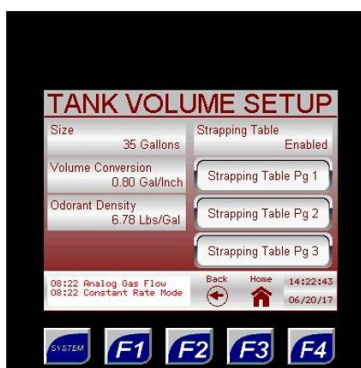 TANK VOLUME SETUP
Size
35 Gallons
Volume Conversion
0.80 Gal/Inch
Odorant Density
6.78 Lbs/Gal
Strapping Table
Enabled
Strapping Table Pg 1
Strapping Table Pg 2
Strapping Table Pg 3
08:22 Analog Gas Flow
08:22 Constant Rate Mode
Back
Home
14:22:43
06/20/17
SYSTEM
F1
F2
F3
F4